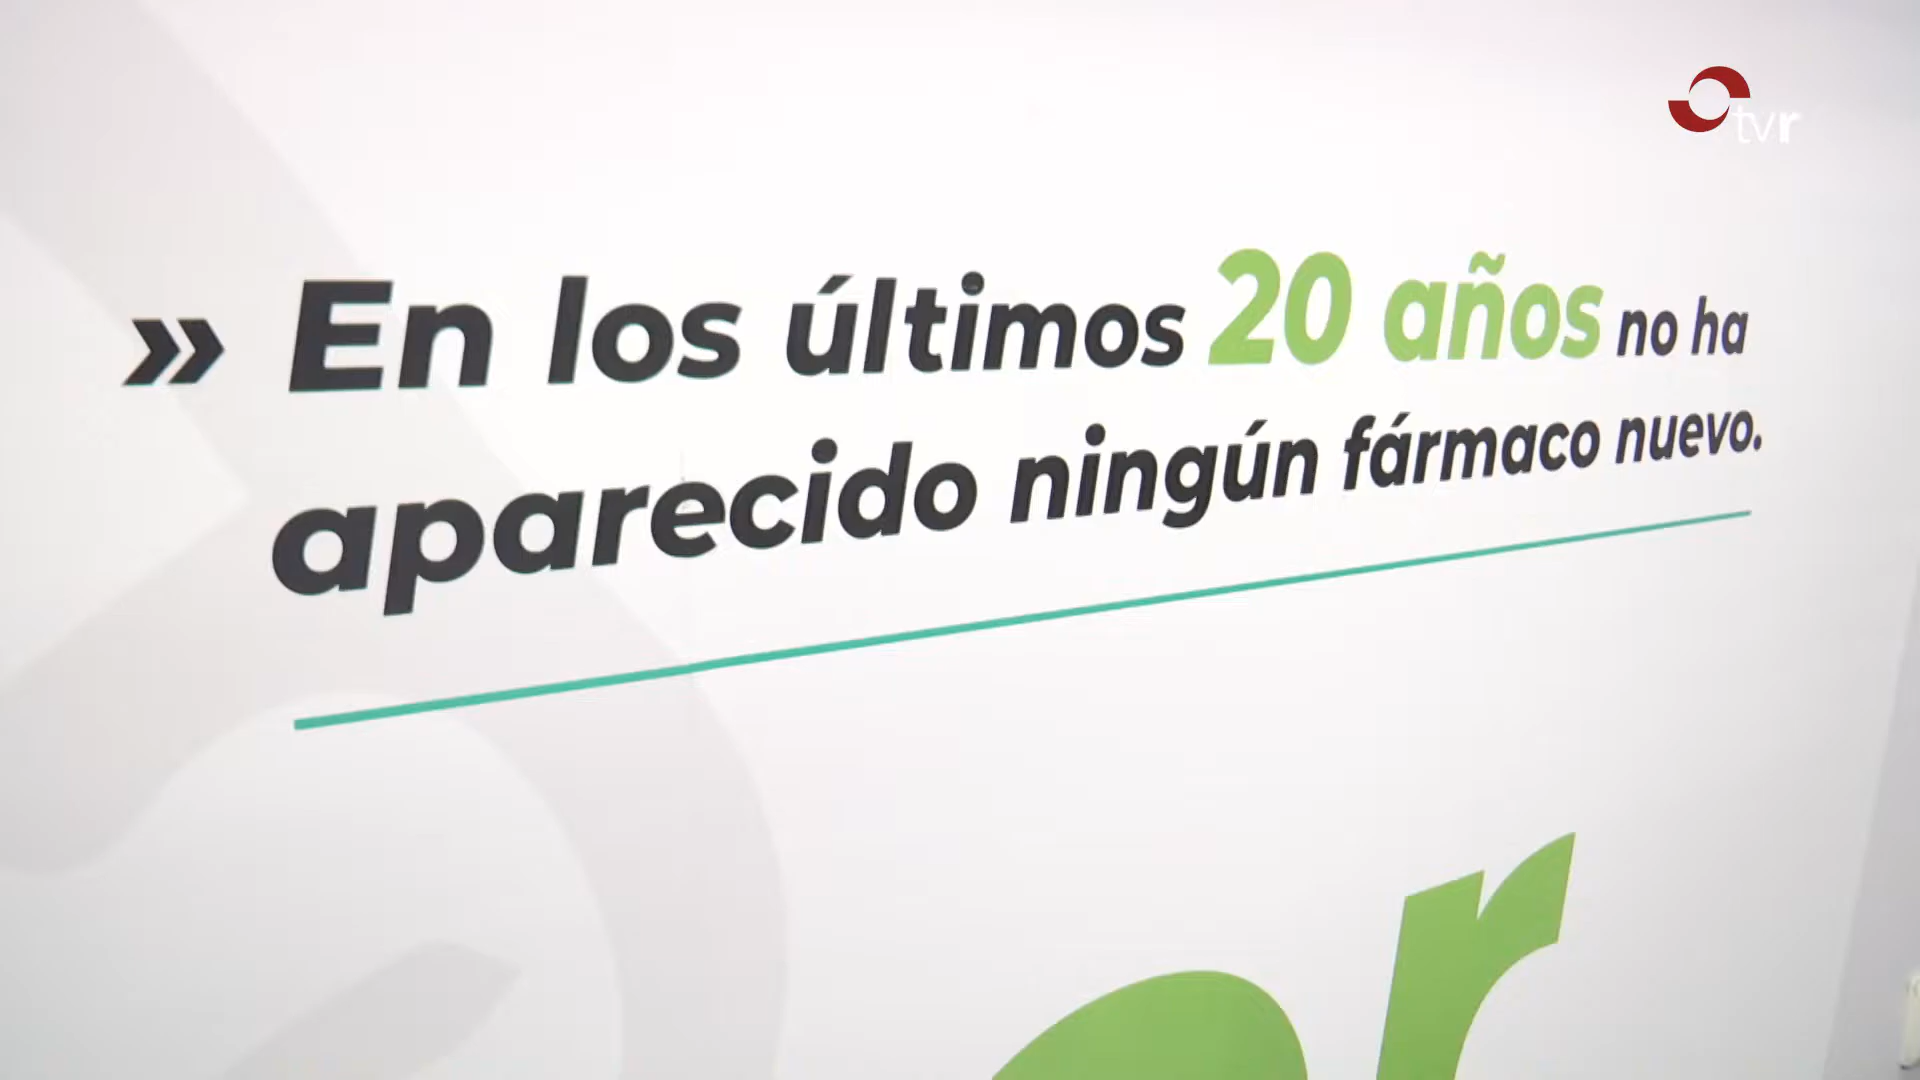 tvr
» En los últimos 20 años no ha
aparecido ningún fármaco nuevo.